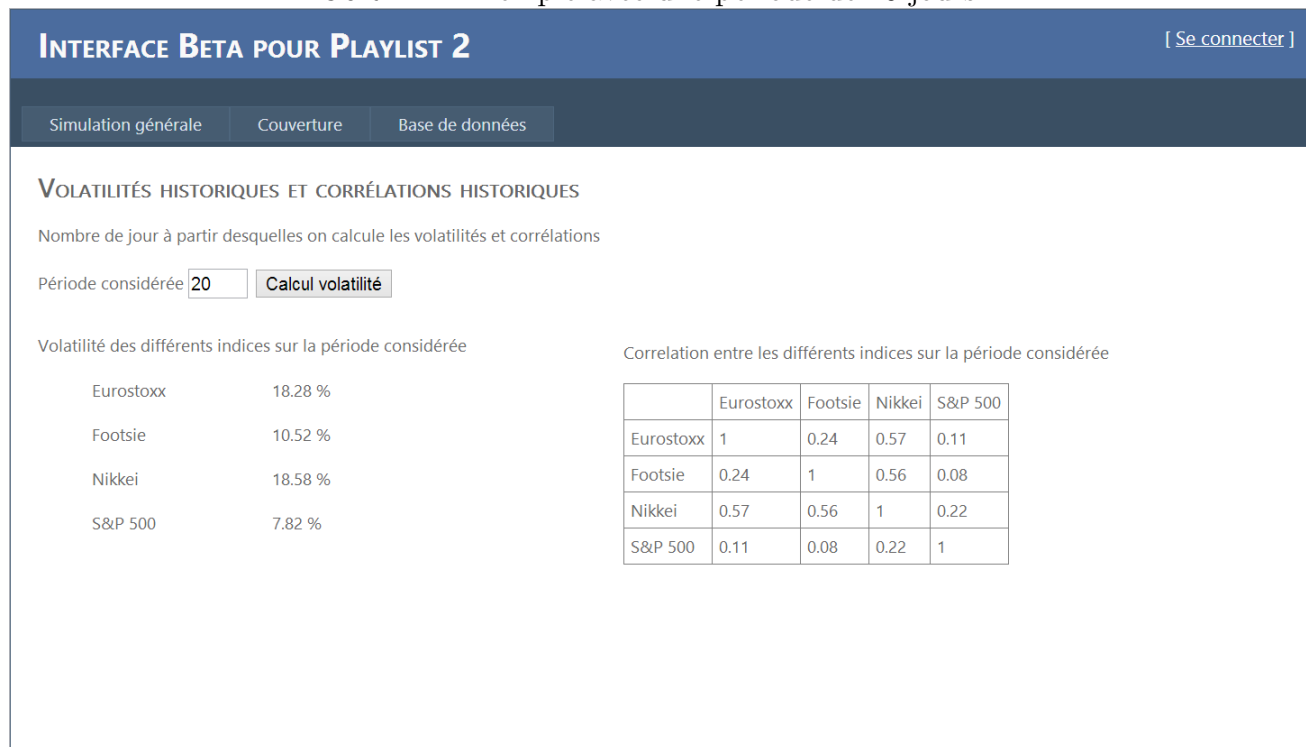 Interface Beta pour Playlist 2
[ Se connecter ]
Simulation générale Couverture Base de données
Volatilités historiques et corrélations historiques
Nombre de jour à partir desquelles on calcule les volatilités et corrélations
Période considérée 20 Calcul volatilité
Volatilité des différents indices sur la période considérée
Eurostoxx 18.28 %
Footsie 10.52 %
Nikkei 18.58 %
S&P 500 7.82 %
Correlation entre les différents indices sur la période considérée
Eurostoxx Footsie Nikkei S&P 500
Eurostoxx 1 0.24 0.57 0.11
Footsie 0.24 1 0.56 0.08
Nikkei 0.57 0.56 1 0.22
S&P 500 0.11 0.08 0.22 1